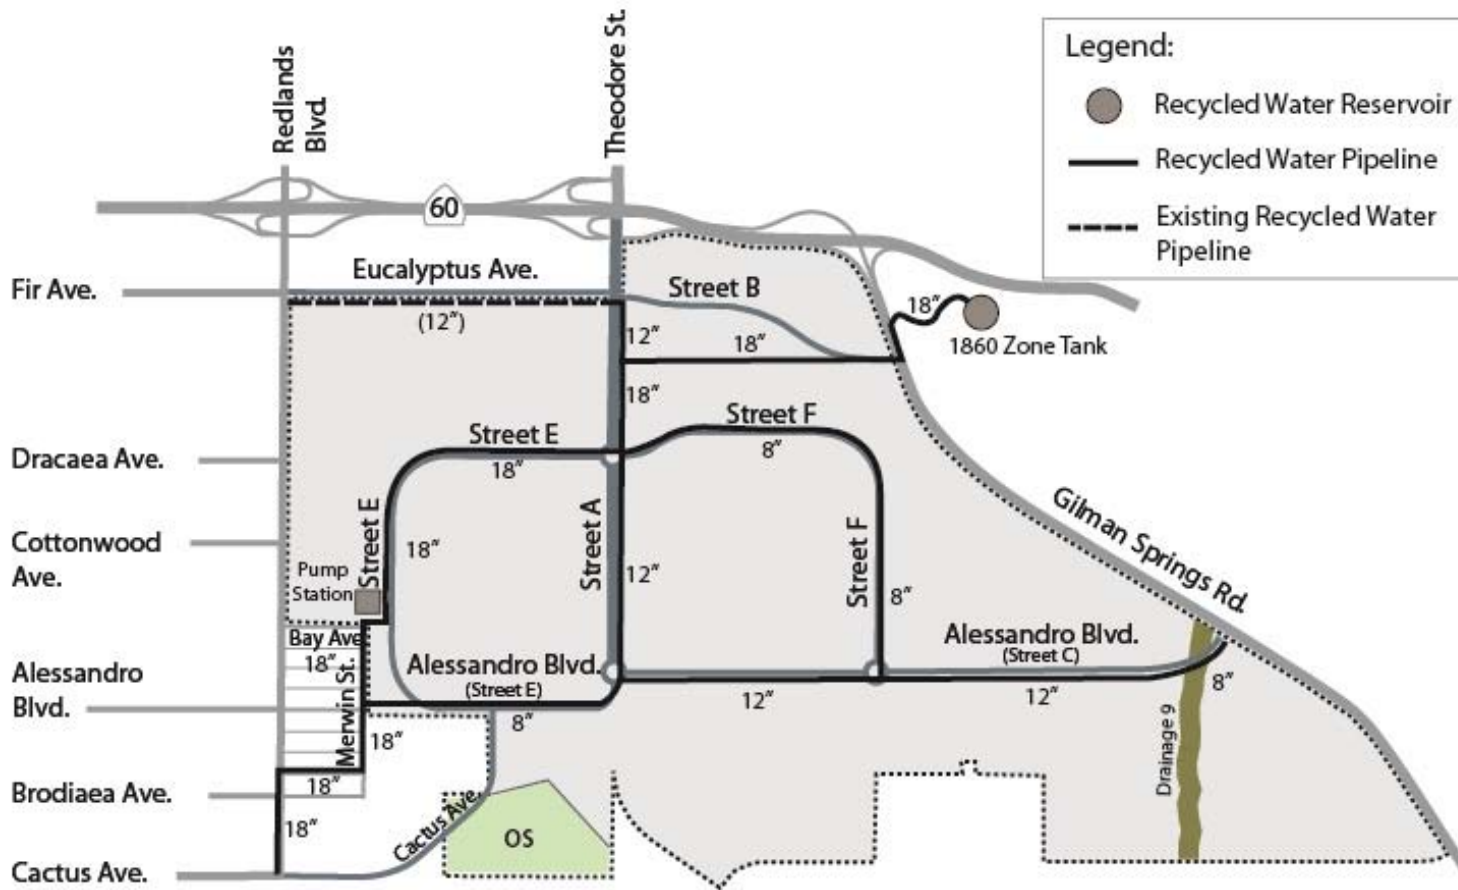 Redlands
Blvd.
Theodore St.
Legend:
Recycled Water Reservoir
Recycled Water Pipeline
Existing Recycled Water
Pipeline
60
Fir Ave.
Eucalyptus Ave.
(12”)
Street B
12”
18”
18”
18”
1860 Zone Tank
Dracaea Ave.
Street E
18”
Street F
8”
Cottonwood
Ave.
Pump
Station
Street E
18”
Street A
12”
Street F
8”
Gilman Springs Rd.
Bay Ave
18”
Merwin St.
Alessandro
Blvd.
Alessandro Blvd.
(Street E)
8”
18”
Alessandro Blvd.
(Street C)
12”
12”
8”
Drainage 9
Brodiaea Ave.
18”
18”
Cactus Ave.
OS
Cactus Ave.